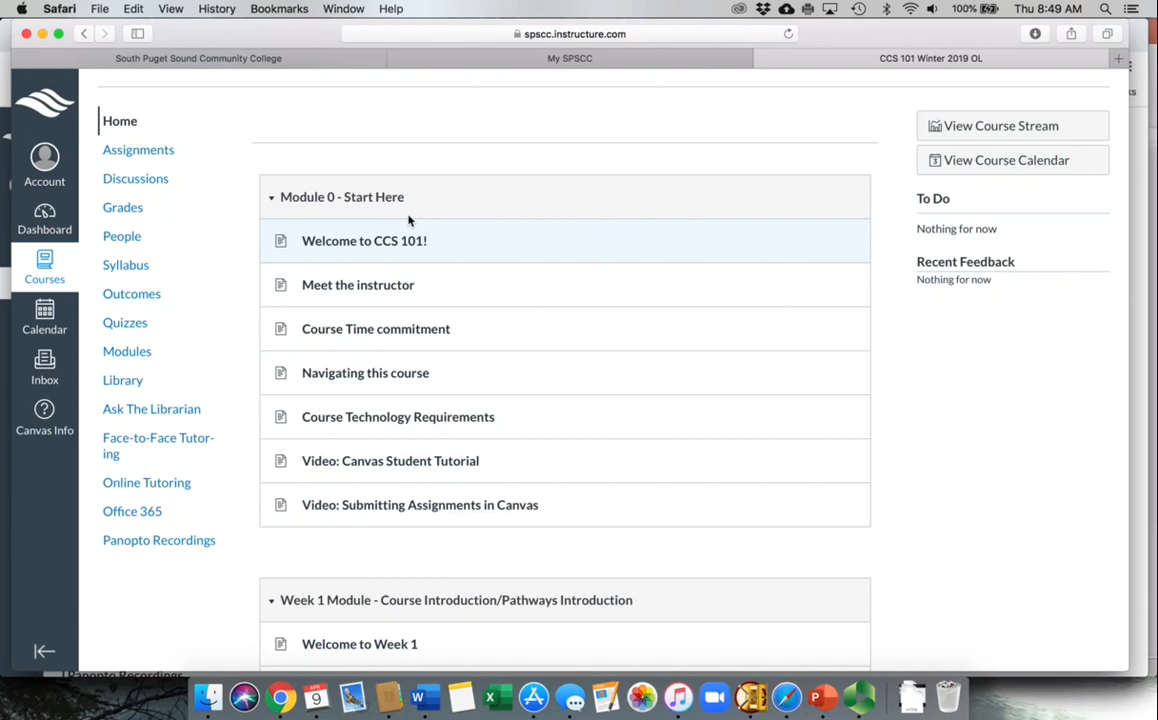 Safari File Edit View History Bookmarks Window Help
100% Thu 8:49 AM
spscc.instructure.com
South Puget Sound Community College
My SPSCC
CCS 101 Winter 2019 OL
Account
Dashboard
Courses
Calendar
Inbox
Canvas Info
Home
Assignments
Discussions
Grades
People
Syllabus
Outcomes
Quizzes
Modules
Library
Ask The Librarian
Face-to-Face Tutor-
ing
Online Tutoring
Office 365
Panopto Recordings
Module 0 - Start Here
Welcome to CCS 101!
Meet the instructor
Course Time commitment
Navigating this course
Course Technology Requirements
Video: Canvas Student Tutorial
Video: Submitting Assignments in Canvas
Week 1 Module - Course Introduction/Pathways Introduction
Welcome to Week 1
View Course Stream
3 View Course Calendar
To Do
Nothing for now
Recent Feedback
Nothing for now
Panopto Recordings
9